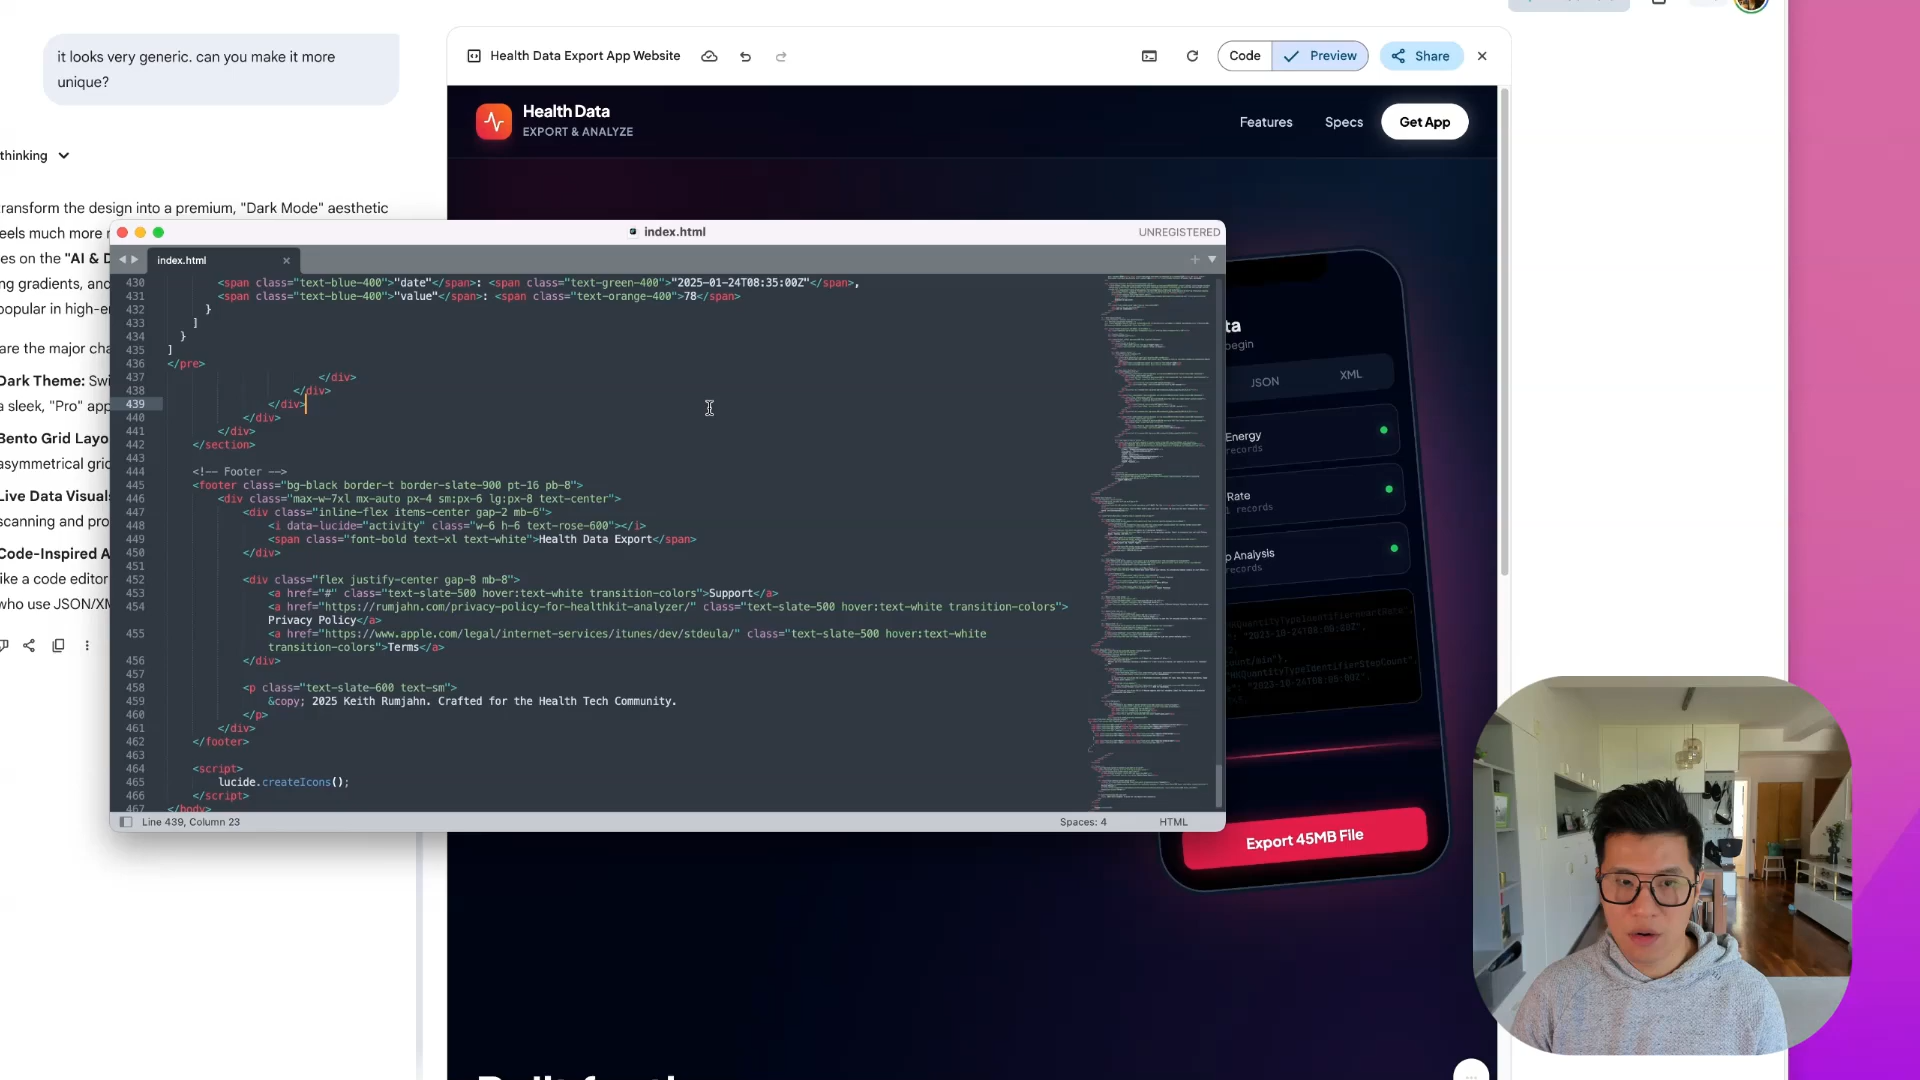 it looks very generic. can you make it more
unique?
thinking
ransform the design into a premium, "Dark Mode" aesthetic
eels much more
es on the "AI & D
ng gradients, and
opular in high-e
are the major cha
Dark Theme: Swi
a sleek, "Pro" app
Bento Grid Layo
asymmetrical gri
Live Data Visual
scanning and pro
Code-Inspired A
ike a code editor
who use JSON/XM
Health Data Export App Website
Code
Preview
Share
Health Data
EXPORT & ANALYZE
Features
Specs
Get App
index.html
UNREGISTERED
index.html
430 <span class="text-blue-400">"date"</span>: <span class="text-green-400">"2025-01-24T08:35:00Z"</span>,
431 <span class="text-blue-400">"value"</span>: <span class="text-orange-400">78</span>
432 }
433 ]
434 }
435 ]
436 </pre>
437 </div>
438 </div>
439 </div>
440 </div>
441 </div>
442 </section>
443
444 <!-- Footer -->
445 <footer class="bg-black border-t border-slate-900 pt-16 pb-8">
446 <div class="max-w-7xl mx-auto px-4 sm:px-6 lg:px-8 text-center">
447 <div class="inline-flex items-center gap-2 mb-6">
448 <i data-lucide="activity" class="w-6 h-6 text-rose-600"></i>
449 <span class="font-bold text-xl text-white">Health Data Export</span>
450 </div>
451
452 <div class="flex justify-center gap-8 mb-8">
453 <a href="#" class="text-slate-500 hover:text-white transition-colors">Support</a>
454 <a href="https://rumjahn.com/privacy-policy-for-healthkit-analyzer/" class="text-slate-500 hover:text-white transition-colors">
Privacy Policy</a>
455 <a href="https://www.apple.com/legal/internet-services/itunes/dev/stdeula/" class="text-slate-500 hover:text-white
transition-colors">Terms</a>
456 </div>
457
458 <p class="text-slate-600 text-sm">
459 &copy; 2025 Keith Rumjahn. Crafted for the Health Tech Community.
460 </p>
461 </div>
462 </footer>
463
464 <script>
465 lucide.createIcons();
466 </script>
467 </body>
Line 439, Column 23
Spaces: 4
HTML
ta
begin
JSON
XML
Energy
records
Rate
records
p Analysis
records
Export 45MB File